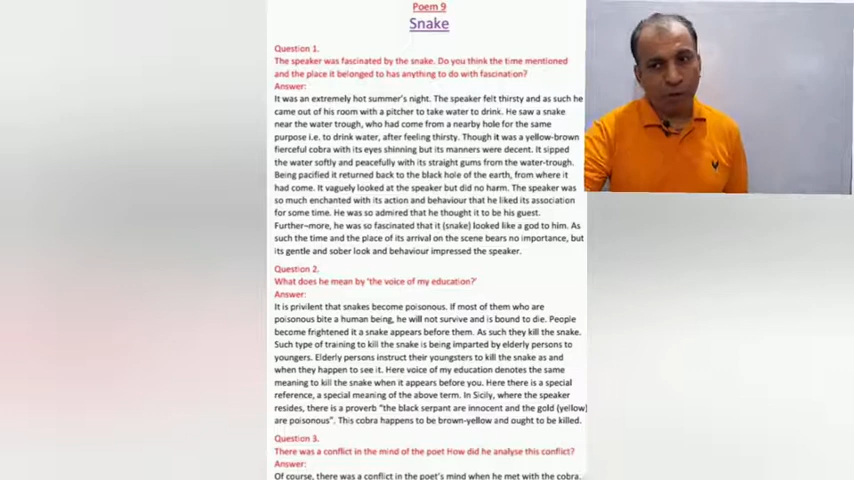 Poem 9
Snake
Question 1.
The speaker was fascinated by the snake. Do you think the time mentioned
and the place it belonged to has anything to do with fascination?
Answer:
It was an extremely hot summer's night. The speaker felt thirsty and as such he
came out of his room with a pitcher to take water to drink. He saw a snake
near the water trough, who had come from a nearby hole for the same
purpose i.e. to drink water, after feeling thirsty. Though it was a yellow-brown
fierceful cobra with its eyes shinning but its manners were decent. It sipped
the water softly and peacefully with its straight gums from the water-trough.
Being pacified it returned back to the black hole of the earth, from where it
had come. It vaguely looked at the speaker but did no harm. The speaker was
so much enchanted with its action and behaviour that he liked its association
for some time. He was so admired that he thought it to be his guest.
Further–more, he was so fascinated that it (snake) looked like a god to him. As
such the time and the place of its arrival on the scene bears no importance, but
its gentle and sober look and behaviour impressed the speaker.
Question 2.
What does he mean by 'the voice of my education?'
Answer:
It is privilent that snakes become poisonous. If most of them who are
poisonous bite a human being, he will not survive and is bound to die. People
become frightened it a snake appears before them. As such they kill the snake.
Such type of training to kill the snake is being imparted by elderly persons to
youngers. Elderly persons instruct their youngsters to kill the snake as and
when they happen to see it. Here voice of my education denotes the same
meaning to kill the snake when it appears before you. Here there is a special
reference, a special meaning of the above term. In Sicily, where the speaker
resides, there is a proverb "the black serpant are innocent and the gold (yellow)
are poisonous". This cobra happens to be brown-yellow and ought to be killed.
Question 3.
There was a conflict in the mind of the poet How did he analyse this conflict?
Answer:
Of course, there was a conflict in the poet's mind when he met with the cobra.